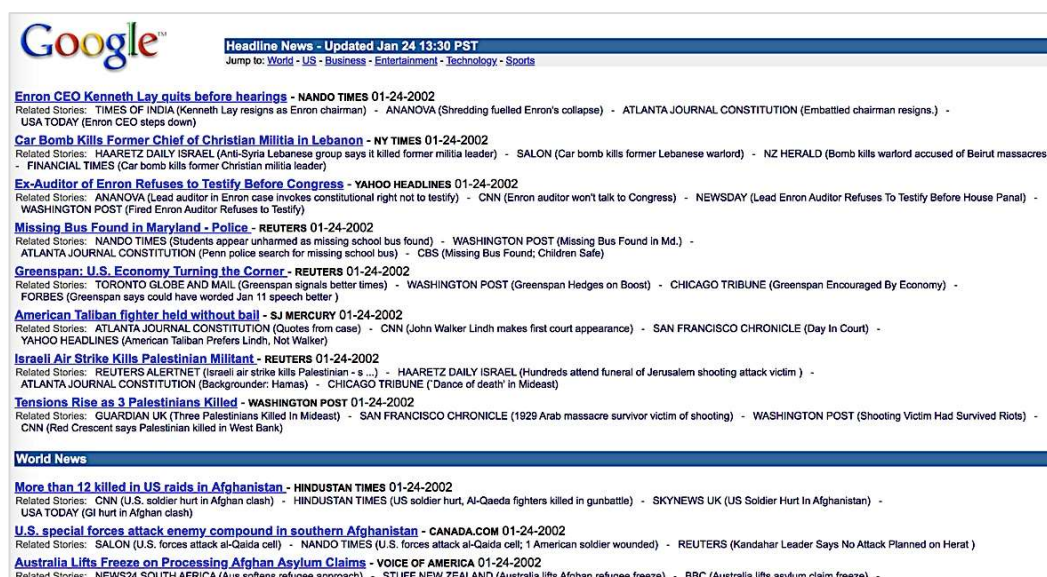 Google™
Headline News - Updated Jan 24 13:30 PST
Jump to: World - US - Business - Entertainment - Technology - Sports
Enron CEO Kenneth Lay quits before hearings - NANDO TIMES 01-24-2002
Related Stories: TIMES OF INDIA (Kenneth Lay resigns as Enron chairman) - ANANOVA (Shredding fuelled Enron's collapse) - ATLANTA JOURNAL CONSTITUTION (Embattled chairman resigns.) -
USA TODAY (Enron CEO steps down)
Car Bomb Kills Former Chief of Christian Militia in Lebanon - NY TIMES 01-24-2002
Related Stories: HAARETZ DAILY ISRAEL (Anti-Syria Lebanese group says it killed former militia leader) - SALON (Car bomb kills former Lebanese warlord) - NZ HERALD (Bomb kills warlord accused of Beirut massacres
- FINANCIAL TIMES (Car bomb kills former Christian militia leader)
Ex-Auditor of Enron Refuses to Testify Before Congress - YAHOO HEADLINES 01-24-2002
Related Stories: ANANOVA (Lead auditor in Enron case invokes constitutional right not to testify) - CNN (Enron auditor won't talk to Congress) - NEWSDAY (Lead Enron Auditor Refuses To Testify Before House Panal) -
WASHINGTON POST (Fired Enron Auditor Refuses to Testify)
Missing Bus Found in Maryland - Police - REUTERS 01-24-2002
Related Stories: NANDO TIMES (Students appear unharmed as missing school bus found) - WASHINGTON POST (Missing Bus Found in Md.) -
ATLANTA JOURNAL CONSTITUTION (Penn police search for missing school bus) - CBS (Missing Bus Found; Children Safe)
Greenspan: U.S. Economy Turning the Corner - REUTERS 01-24-2002
Related Stories: TORONTO GLOBE AND MAIL (Greenspan signals better times) - WASHINGTON POST (Greenspan Hedges on Boost) - CHICAGO TRIBUNE (Greenspan Encouraged By Economy) -
FORBES (Greenspan says could have worded Jan 11 speech better )
American Taliban fighter held without bail - SJ MERCURY 01-24-2002
Related Stories: ATLANTA JOURNAL CONSTITUTION (Quotes from case) - CNN (John Walker Lindh makes first court appearance) - SAN FRANCISCO CHRONICLE (Day In Court) -
YAHOO HEADLINES (American Taliban Prefers Lindh, Not Walker)
Israeli Air Strike Kills Palestinian Militant - REUTERS 01-24-2002
Related Stories: REUTERS ALERTNET (Israeli air strike kills Palestinian - s ...) - HAARETZ DAILY ISRAEL (Hundreds attend funeral of Jerusalem shooting attack victim ) -
ATLANTA JOURNAL CONSTITUTION (Backgrounder: Hamas) - CHICAGO TRIBUNE (`Dance of death' in Mideast)
Tensions Rise as 3 Palestinians Killed - WASHINGTON POST 01-24-2002
Related Stories: GUARDIAN UK (Three Palestinians Killed In Mideast) - SAN FRANCISCO CHRONICLE (1929 Arab massacre survivor victim of shooting) - WASHINGTON POST (Shooting Victim Had Survived Riots) -
CNN (Red Crescent says Palestinian killed in West Bank)
World News
More than 12 killed in US raids in Afghanistan - HINDUSTAN TIMES 01-24-2002
Related Stories: CNN (U.S. soldier hurt in Afghan clash) - HINDUSTAN TIMES (US soldier hurt, Al-Qaeda fighters killed in gunbattle) - SKYNEWS UK (US Soldier Hurt In Afghanistan) -
USA TODAY (GI hurt in Afghan clash)
U.S. special forces attack enemy compound in southern Afghanistan - CANADA.COM 01-24-2002
Related Stories: SALON (U.S. forces attack al-Qaida cell) - NANDO TIMES (U.S. forces attack al-Qaida cell; 1 American soldier wounded) - REUTERS (Kandahar Leader Says No Attack Planned on Herat )
Australia Lifts Freeze on Processing Afghan Asylum Claims - VOICE OF AMERICA 01-24-2002
Related Stories: NEWS24 SOUTH AFRICA (Aus softens refugee approach) - STUFF NEW ZEALAND (Australia lifts Afghan refugee freeze) - BBC (Australia lifts asylum claim freeze) -